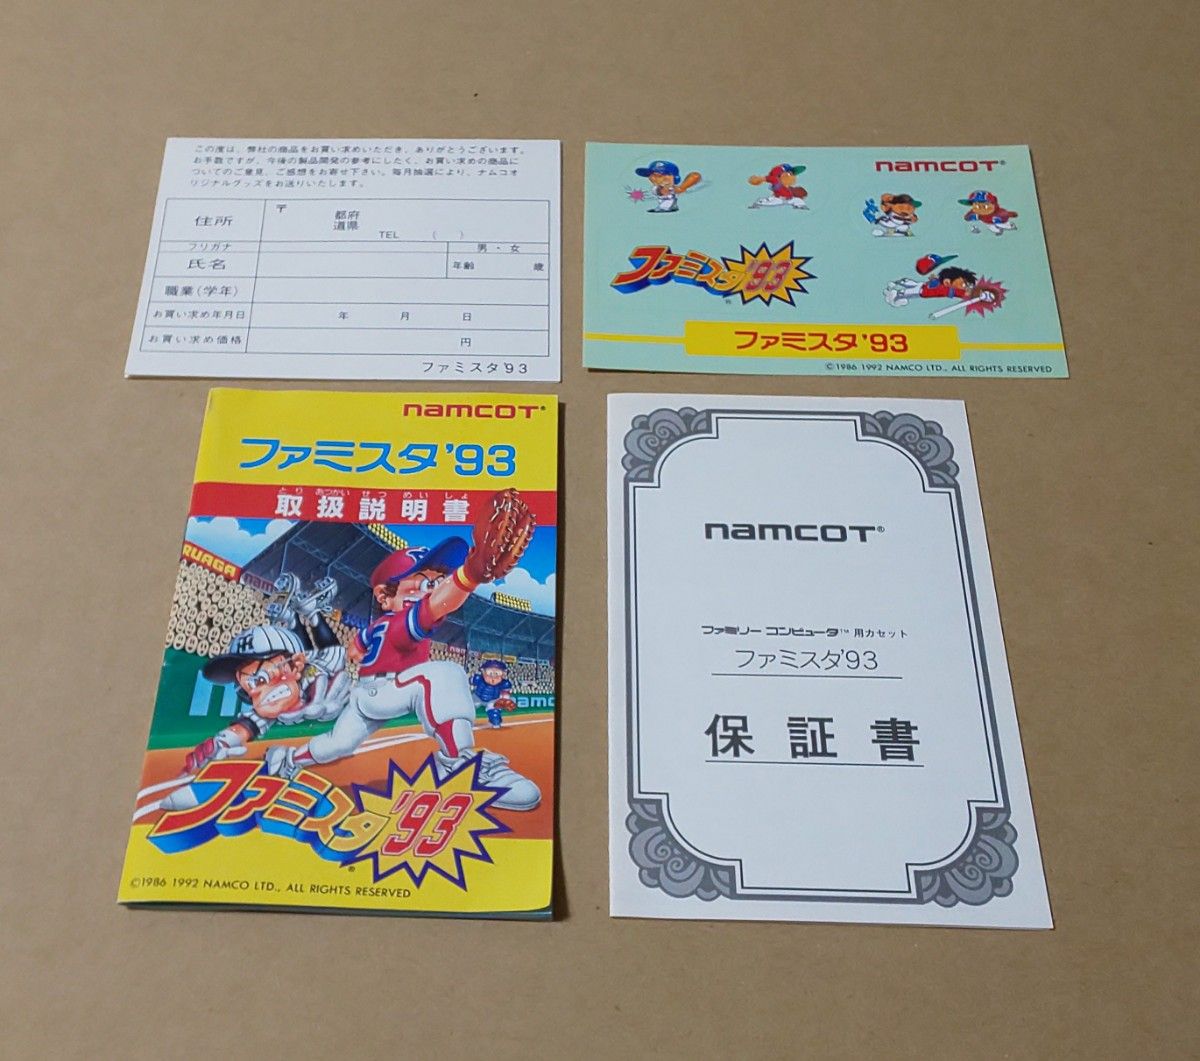 この度は、弊社の商品をお買い求めいただき、ありがとうございます。
お手数ですが、今後の製品開発の参考にしたく、お買い求めの商品に
ついてのご意見、ご感想をお寄せ下さい。毎月抽選により、ナムコオ
リジナルグッズをお送りいたします。
住所
〒
都府
道県
TEL ( )
フリガナ
男・女
氏名
年齢 歳
職業(学年)
お買い求め年月日
年 月 日
お買い求め価格
円
ファミスタ'93
namcot®
ファミスタ'93
®
ファミスタ'93
©1986 1992 NAMCO LTD., ALL RIGHTS RESERVED
namcot®
ファミスタ'93
とり あつかい せつ めい しょ
取扱説明書
RUAGA
nam
namc
namc
ファミスタ'93
®
©1986 1992 NAMCO LTD., ALL RIGHTS RESERVED
namcot®
ファミリー コンピュータ™用カセット
ファミスタ'93
保証書